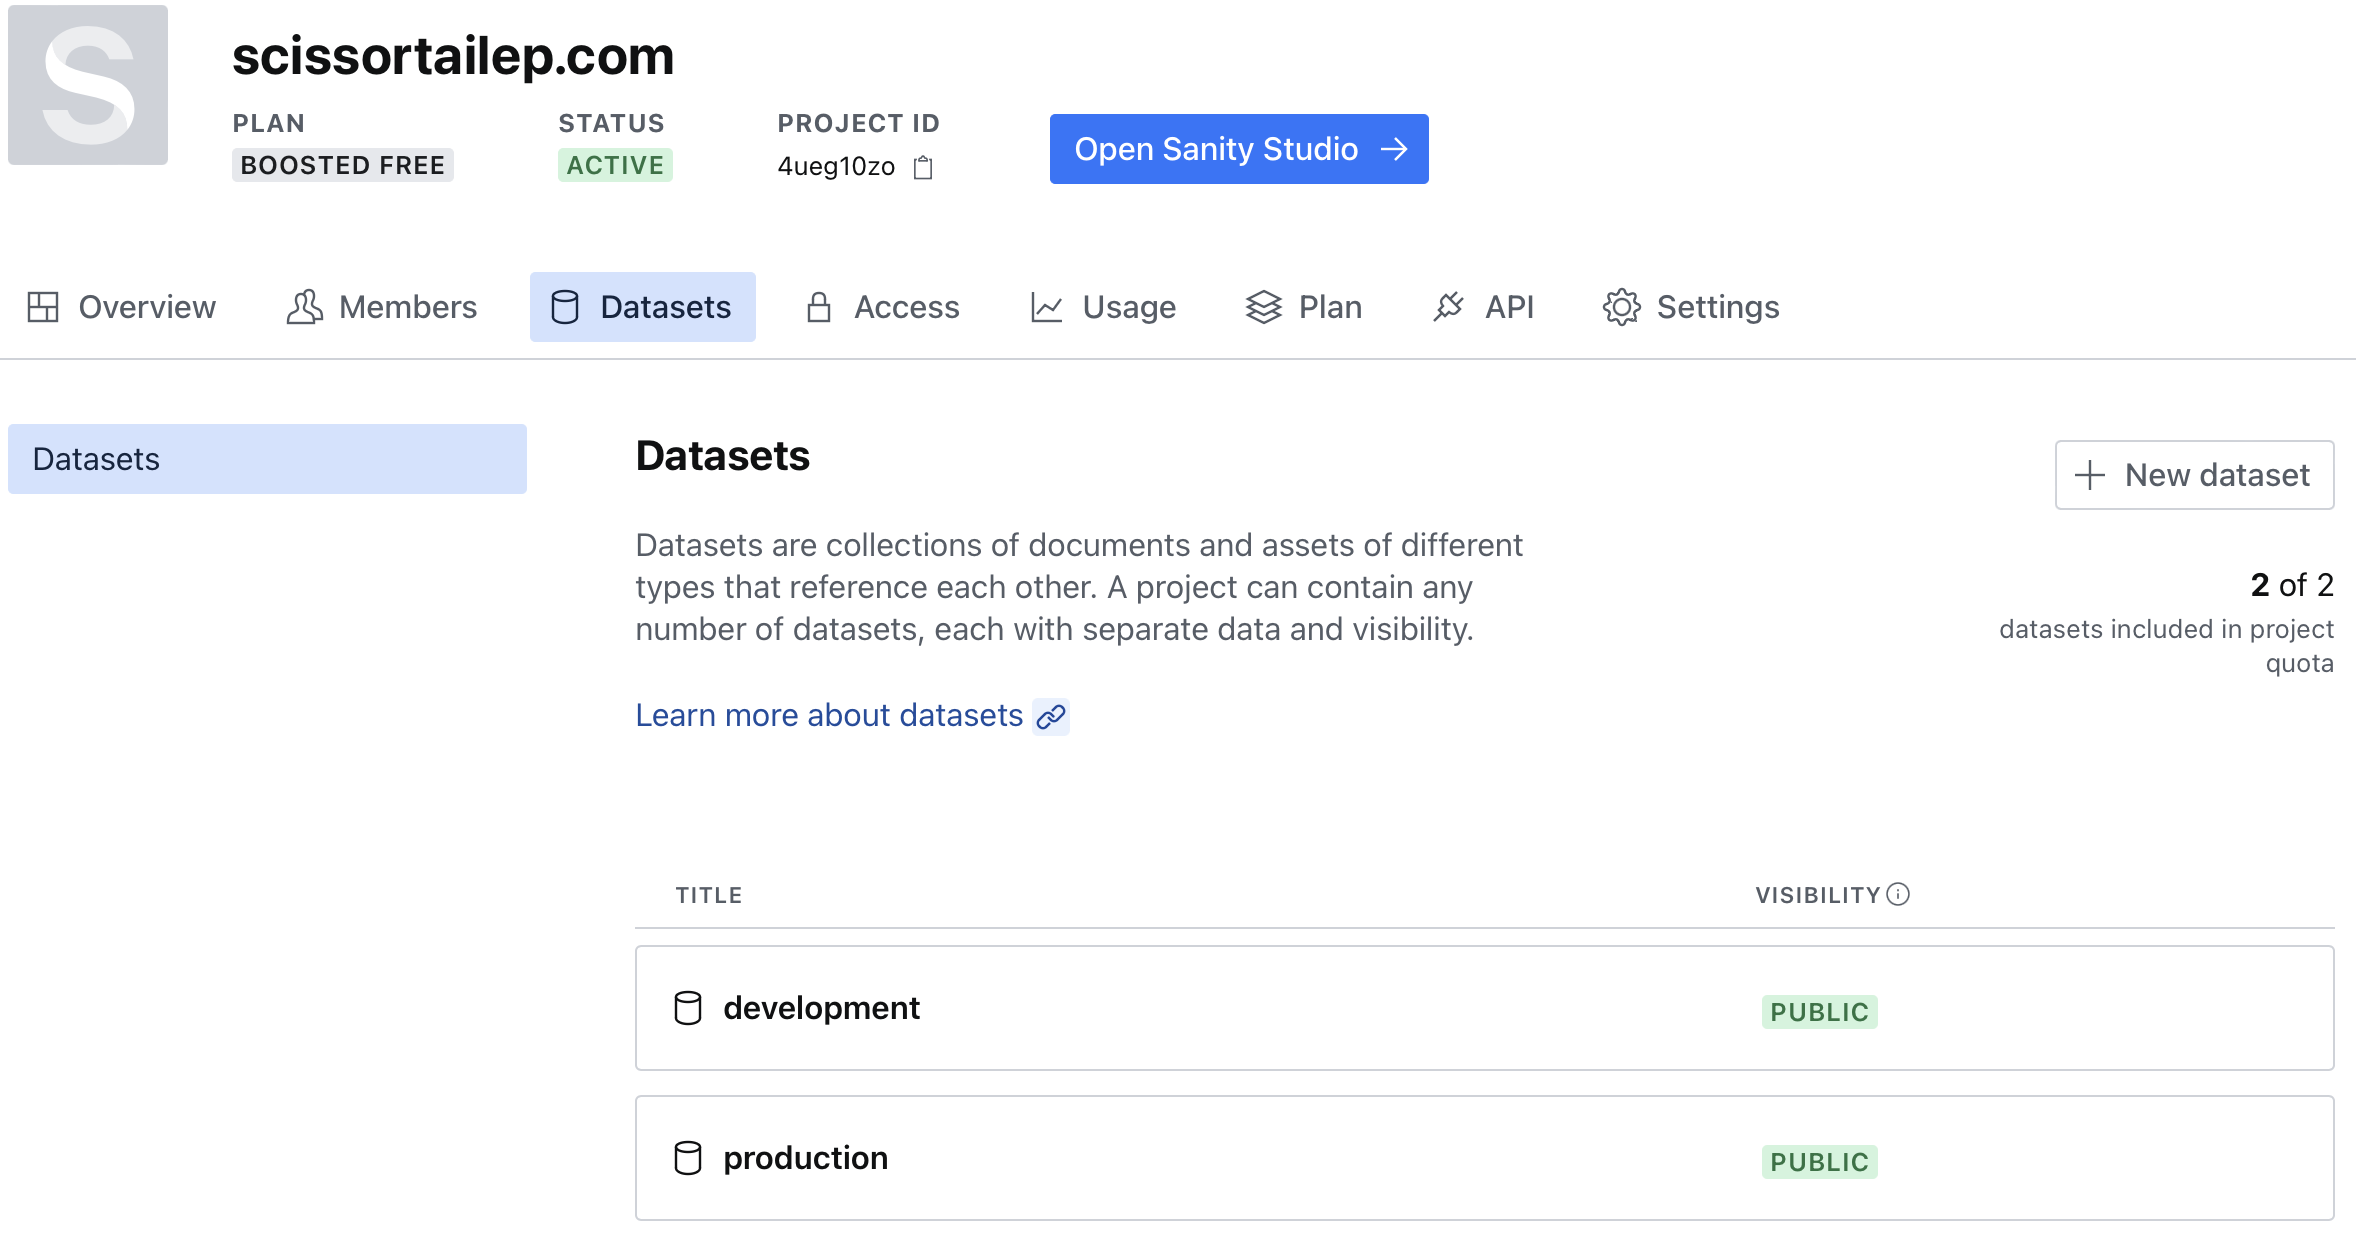 S
scissortailep.com
PLAN
STATUS
PROJECT ID
BOOSTED FREE
ACTIVE
4ueg10zo
Open Sanity Studio
Overview
Members
Datasets
Access
Usage
Plan
API
Settings
Datasets
Datasets
New dataset
Datasets are collections of documents and assets of different
types that reference each other. A project can contain any
number of datasets, each with separate data and visibility.
2 of 2
datasets included in project
quota
Learn more about datasets
TITLE
VISIBILITY
development
PUBLIC
production
PUBLIC